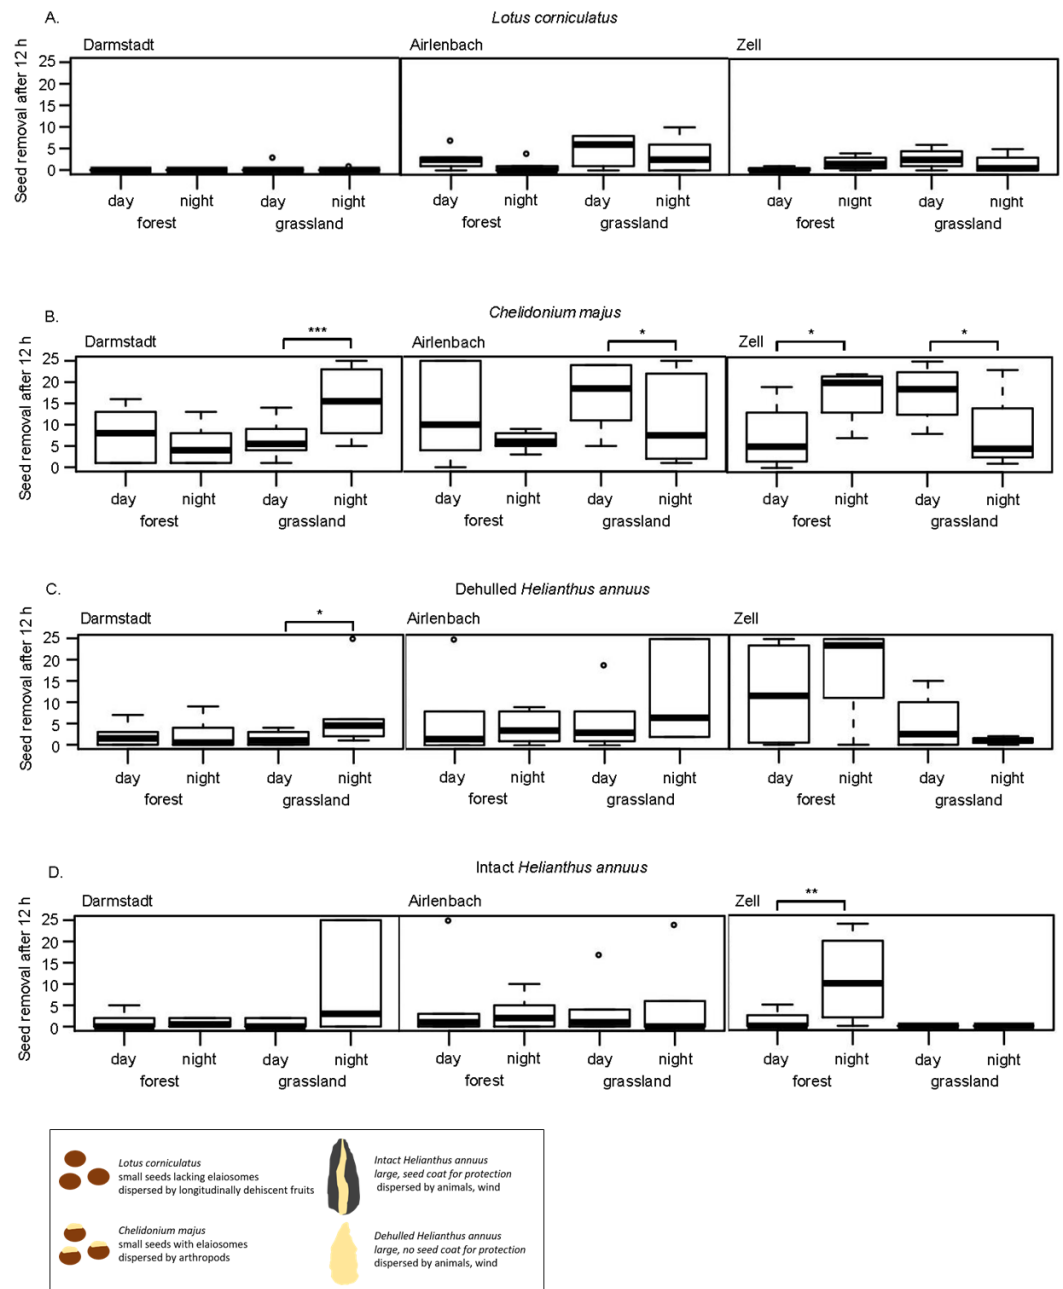 A.
Lotus corniculatus
Darmstadt
Airlenbach
Zell
Seed removal after 12 h
25
20
15
10
5
0
day night day night
forest grassland
day night day night
forest grassland
day night day night
forest grassland
B.
Chelidonium majus
*** * * *
Darmstadt
Airlenbach
Zell
Seed removal after 12 h
25
20
15
10
5
0
day night day night
forest grassland
day night day night
forest grassland
day night day night
forest grassland
C.
Dehulled Helianthus annuus
*
Darmstadt
Airlenbach
Zell
Seed removal after 12 h
25
20
15
10
5
0
day night day night
forest grassland
day night day night
forest grassland
day night day night
forest grassland
D.
Intact Helianthus annuus
**
Darmstadt
Airlenbach
Zell
Seed removal after 12 h
25
20
15
10
5
0
day night day night
forest grassland
day night day night
forest grassland
day night day night
forest grassland
Lotus corniculatus
small seeds lacking elaiosomes
dispersed by longitudinally dehiscent fruits
Intact Helianthus annuus
large, seed coat for protection
dispersed by animals, wind
Chelidonium majus
small seeds with elaiosomes
dispersed by arthropods
Dehulled Helianthus annuus
large, no seed coat for protection
dispersed by animals, wind